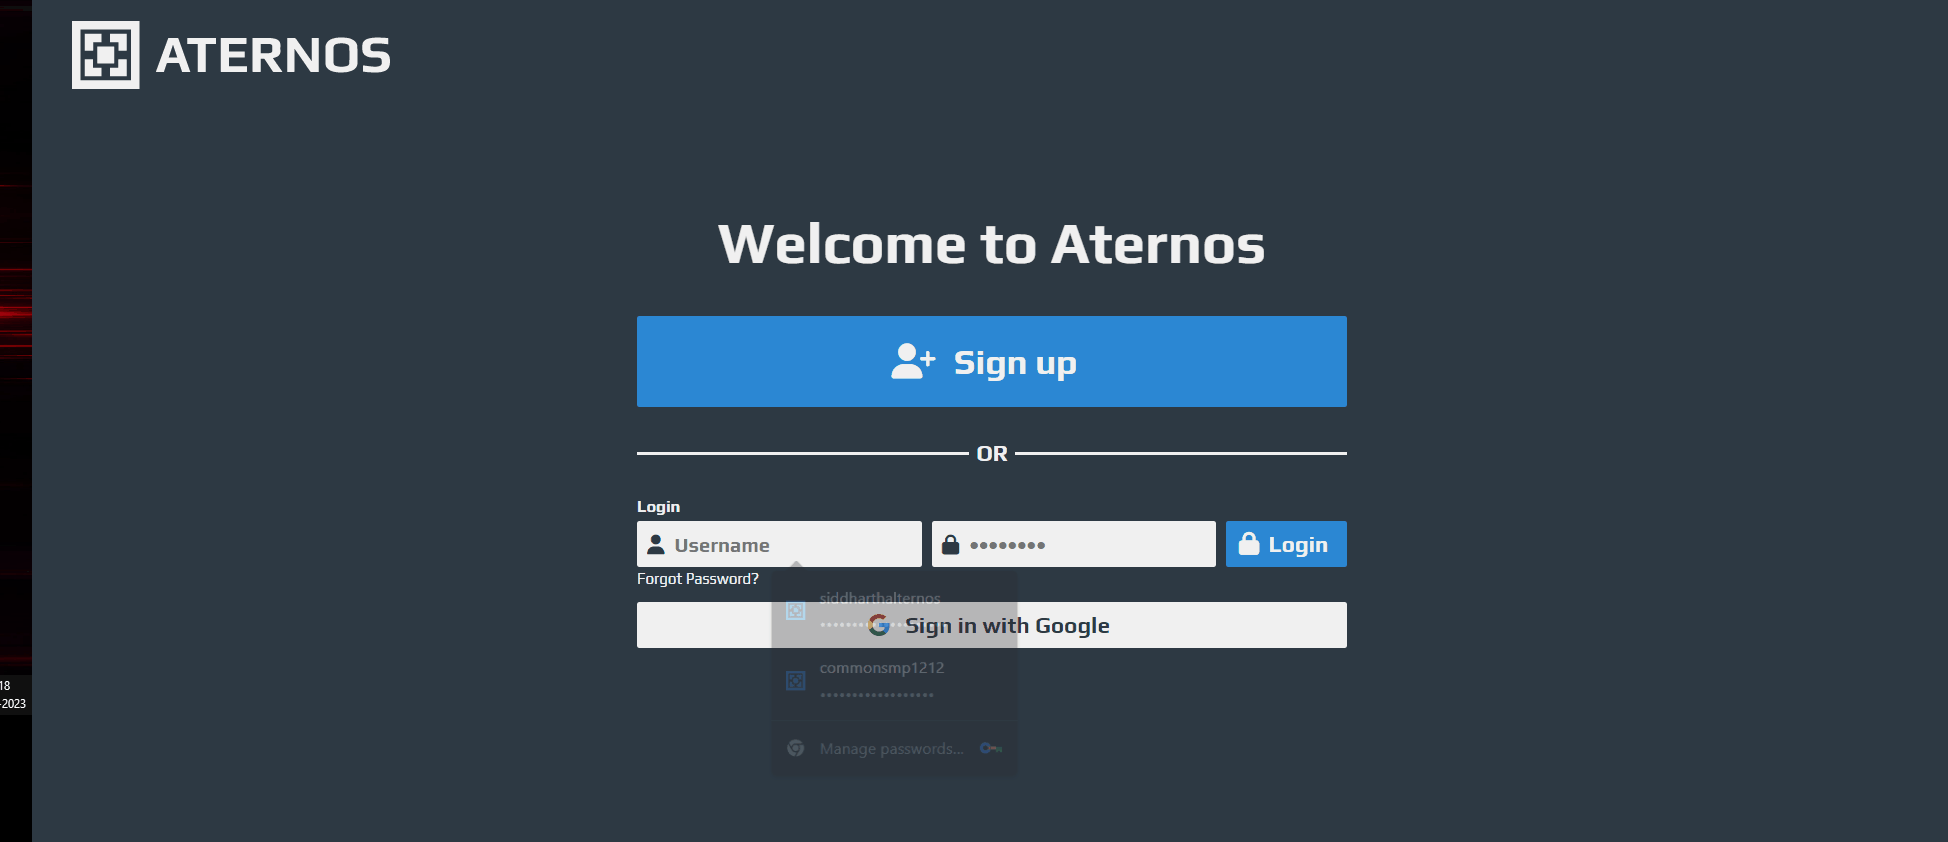 ATERNOS
Welcome to Aternos
Sign up
OR
Login
Username
••••••••
Login
Forgot Password?
siddharthalternos
Sign in with Google
commonsmp1212
••••••••••••••••••
Manage passwords...
18
-2023